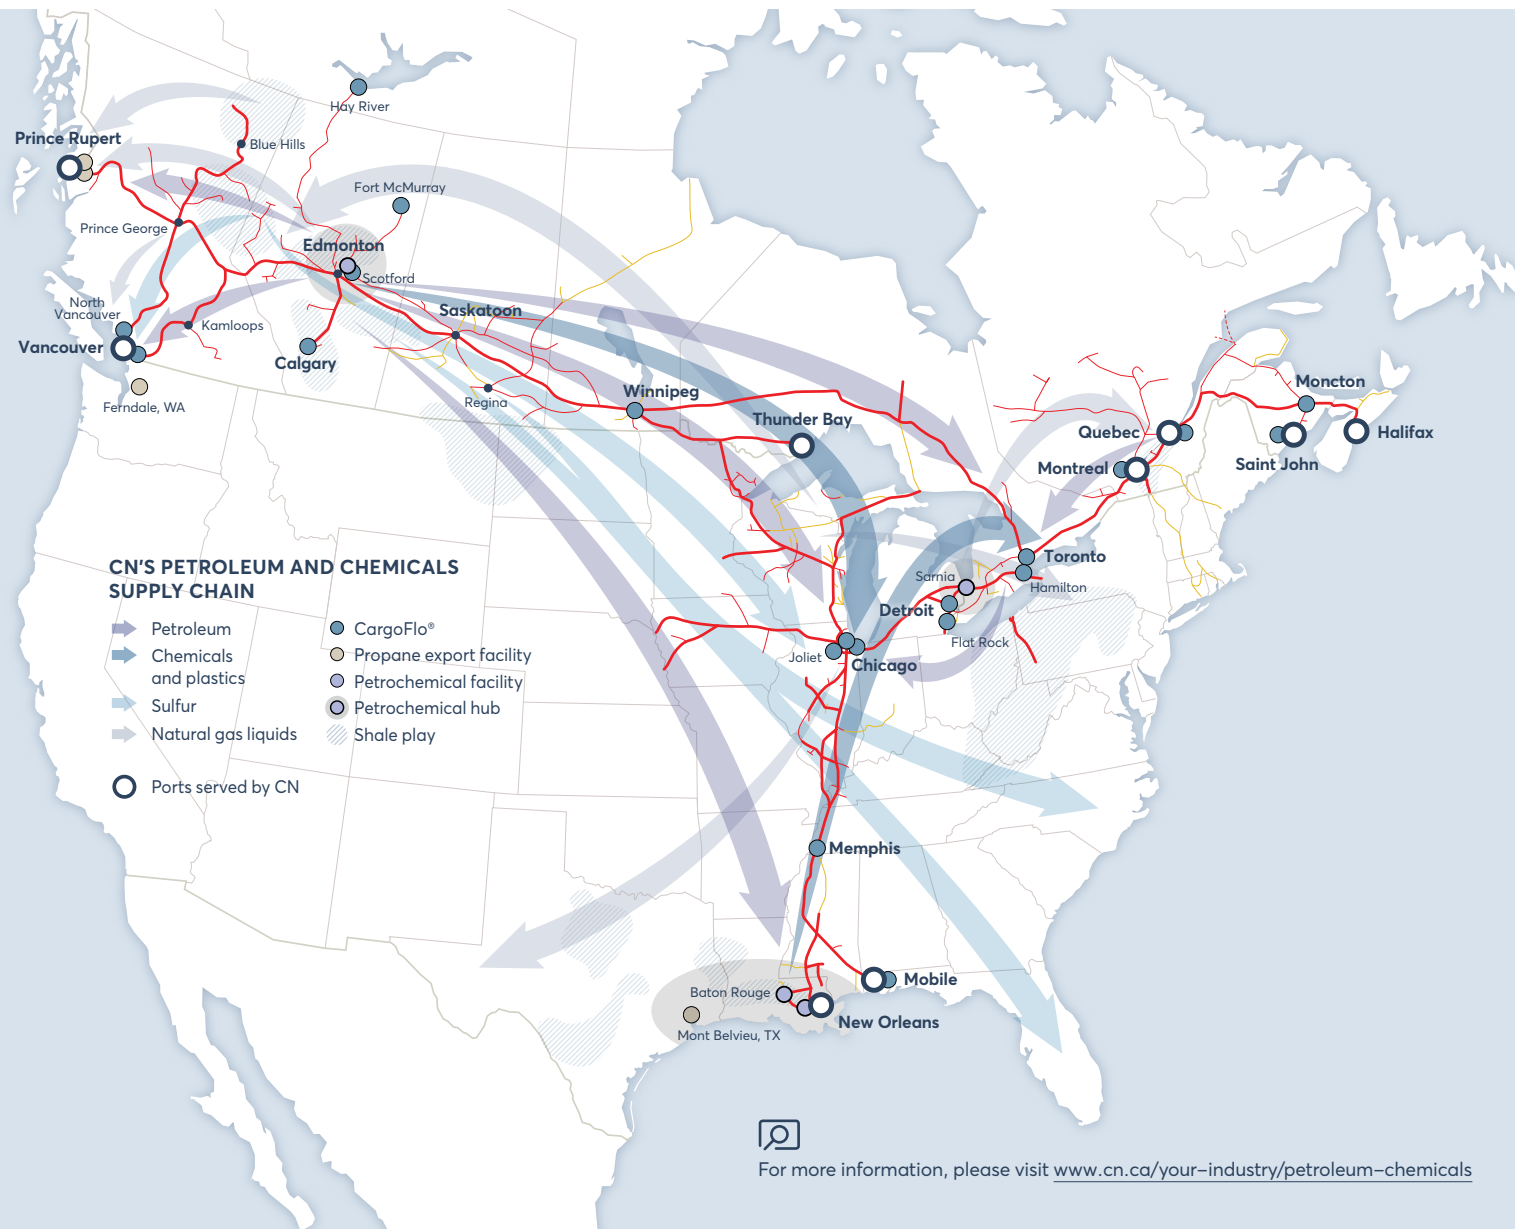 Hay River
Prince Rupert
Blue Hills
Fort McMurray
Prince George
Edmonton
Scotford
North
Vancouver
Kamloops
Saskatoon
Vancouver
Calgary
Ferndale, WA
Regina
Winnipeg
Thunder Bay
Moncton
Quebec
Halifax
Montreal
Saint John
Toronto
Sarnia
Hamilton
Detroit
Flat Rock
Joliet
Chicago
CN'S PETROLEUM AND CHEMICALS
SUPPLY CHAIN
Petroleum
Chemicals
and plastics
Sulfur
Natural gas liquids
Ports served by CN
CargoFlo®
Propane export facility
Petrochemical facility
Petrochemical hub
Shale play
Memphis
Mobile
Baton Rouge
New Orleans
Mont Belvieu, TX
For more information, please visit www.cn.ca/your-industry/petroleum-chemicals